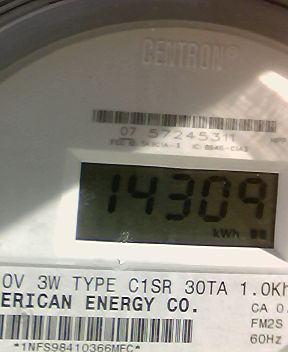 CENTRON®
07 57245311
14309
kWh
0V 3W TYPE C1SR 30TA 1.0Kh
ERICAN ENERGY CO.
CA 0.
FM2S
60Hz
*1NFS98410366MEC*